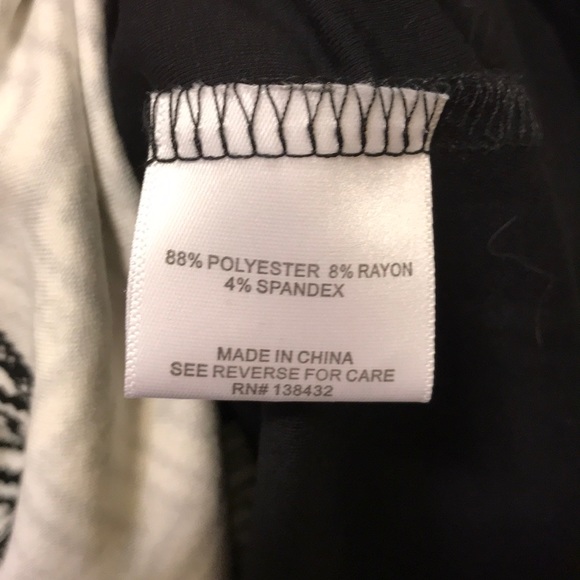 88% POLYESTER 8% RAYON
4% SPANDEX
MADE IN CHINA
SEE REVERSE FOR CARE
RN# 138432